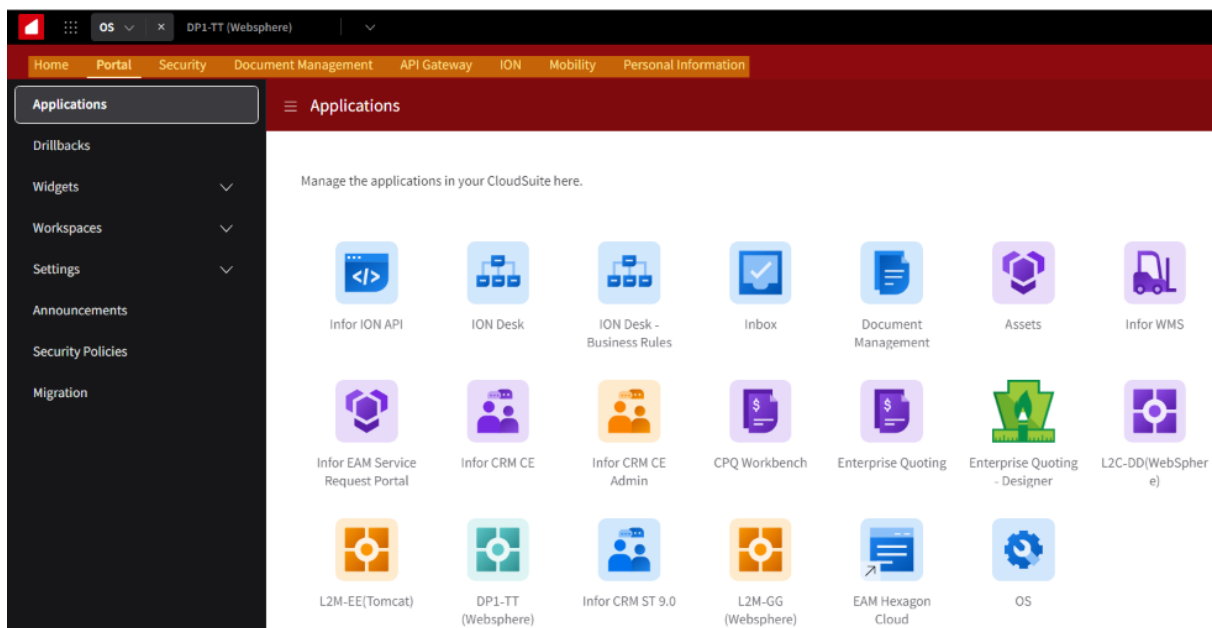 OS
DP1-TT (Websphere)
Home Portal Security Document Management API Gateway ION Mobility Personal Information
Applications
Drillbacks
Widgets
Workspaces
Settings
Announcements
Security Policies
Migration
Applications
Manage the applications in your CloudSuite here.
Infor ION API
ION Desk
ION Desk -
Business Rules
Inbox
Document
Management
Assets
Infor WMS
Infor EAM Service
Request Portal
Infor CRM CE
Infor CRM CE
Admin
CPQ Workbench
Enterprise Quoting
Enterprise Quoting
- Designer
L2C-DD(WebSpher
e)
L2M-EE(Tomcat)
DP1-TT
(Websphere)
Infor CRM ST 9.0
L2M-GG
(Websphere)
EAM Hexagon
Cloud
OS